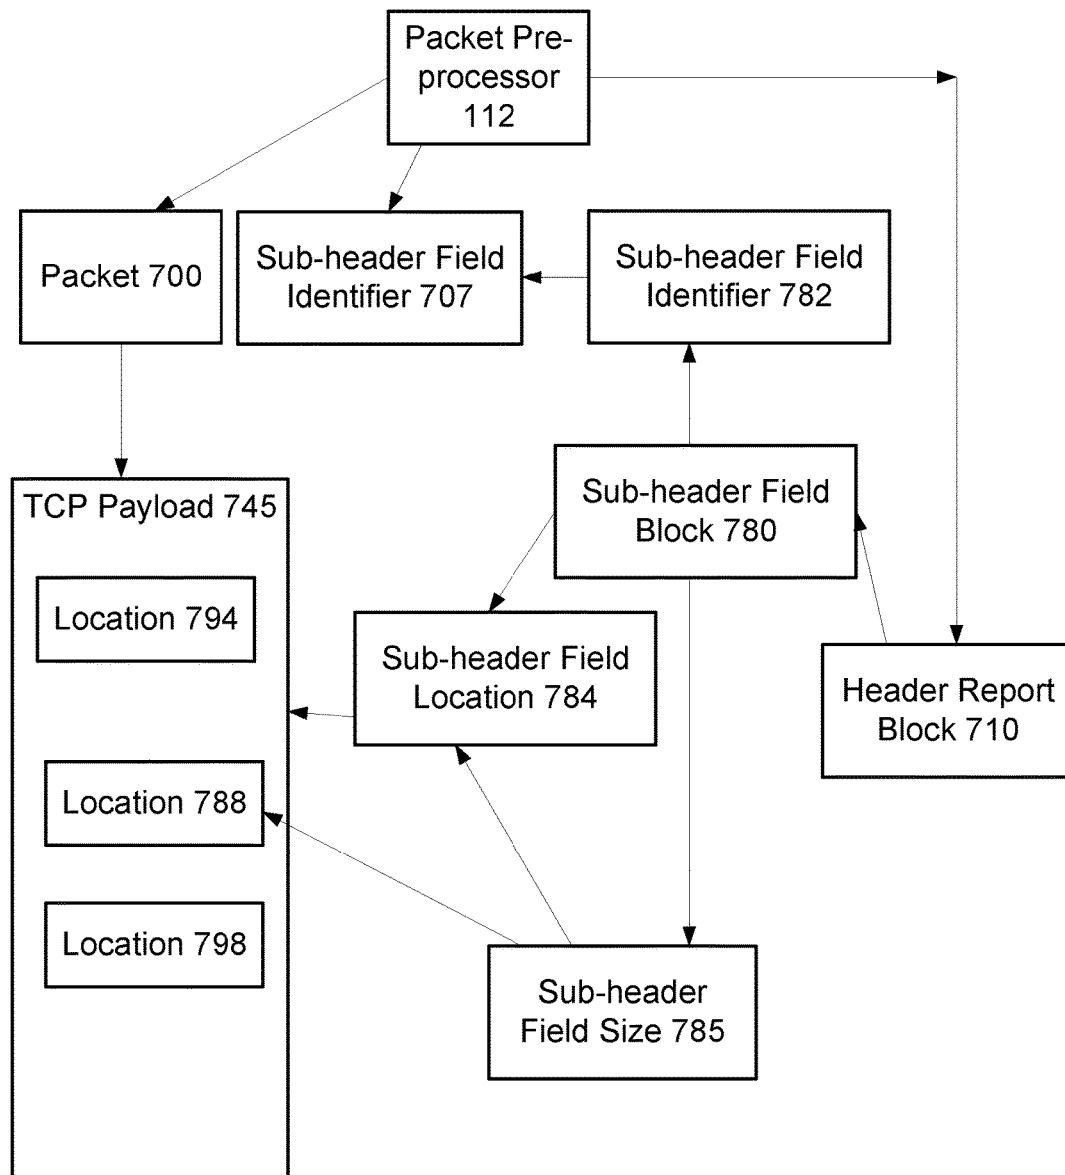 Packet Pre-
processor
112
Packet 700
Sub-header Field
Identifier 707
Sub-header Field
Identifier 782
TCP Payload 745
Sub-header Field
Block 780
Location 794
Sub-header Field
Location 784
Header Report
Block 710
Location 788
Location 798
Sub-header
Field Size 785